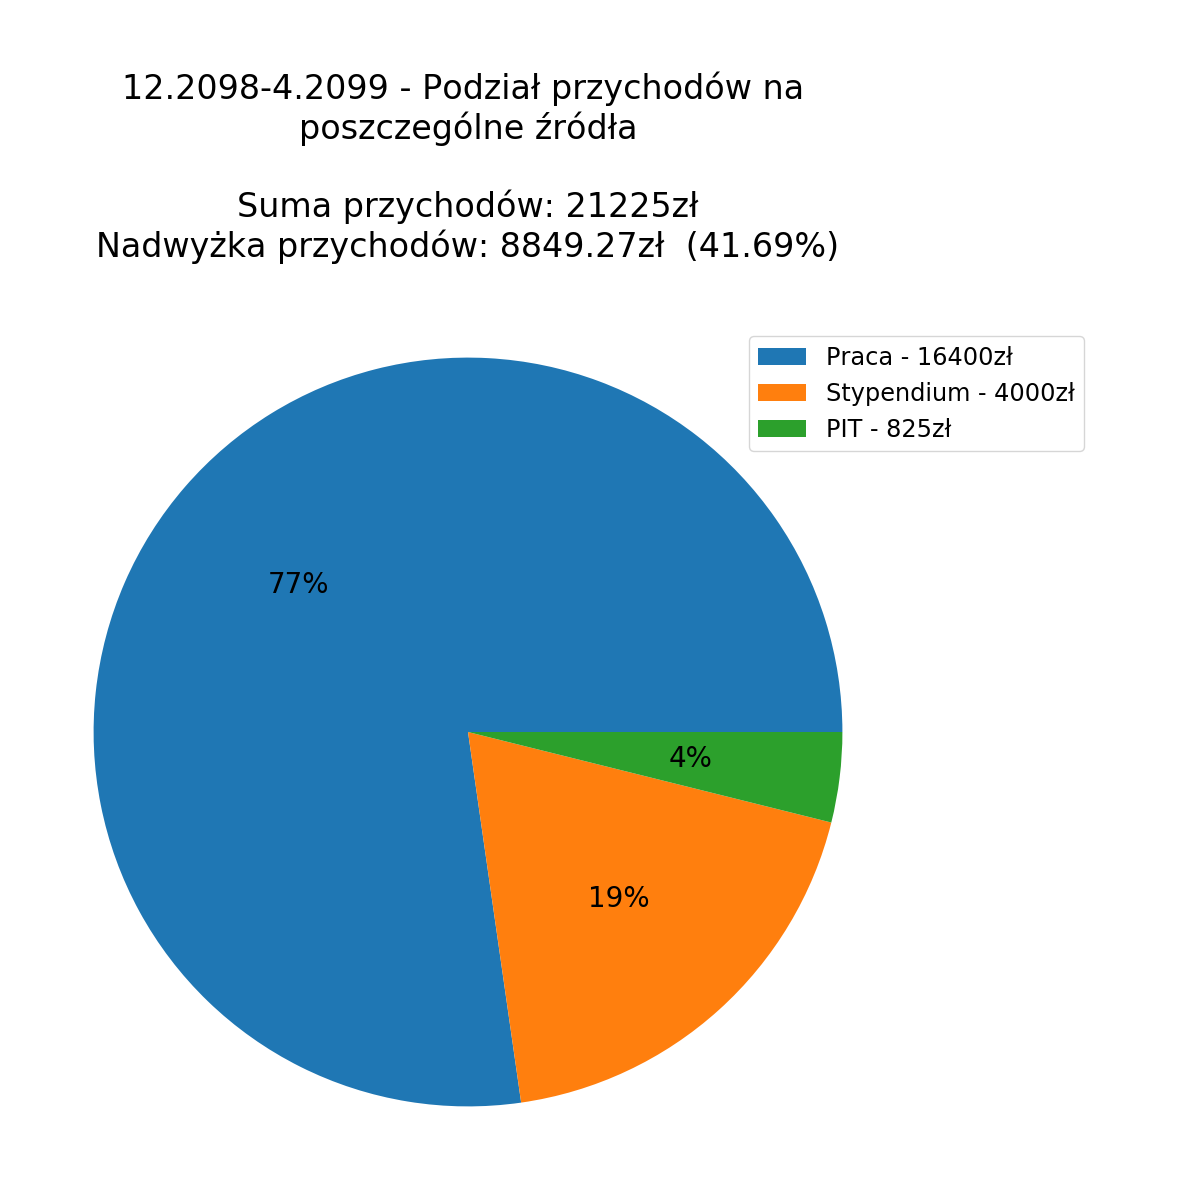 12.2098-4.2099 - Podział przychodów na
poszczególne źródła
Suma przychodów: 21225zł
Nadwyżka przychodów: 8849.27zł  (41.69%)
Praca - 16400zł
Stypendium - 4000zł
PIT - 825zł
77%
4%
19%